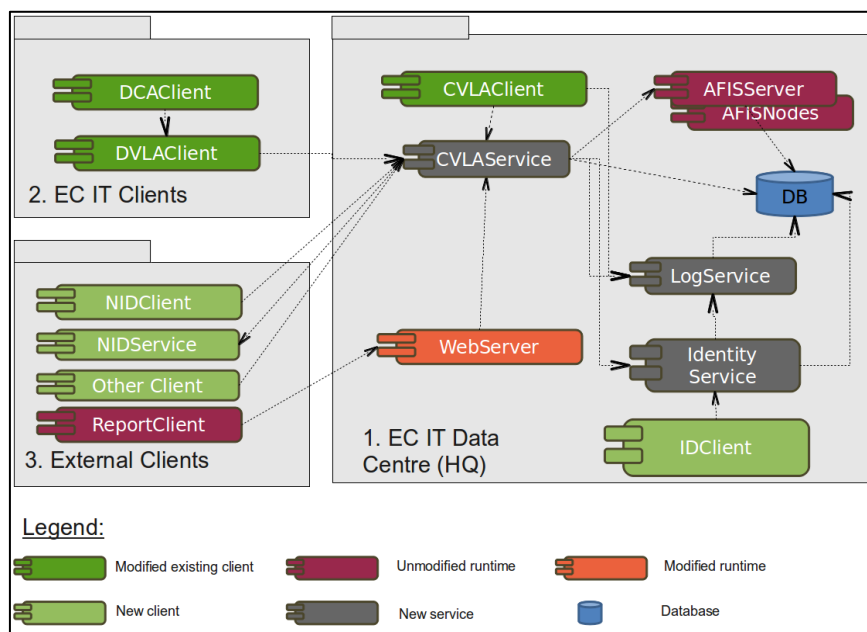 DCAClient
DVLAClient
2. EC IT Clients
NIDClient
NIDService
Other Client
ReportClient
3. External Clients
CVLAClient
CVLAService
AFISServer
AFISNodes
DB
LogService
WebServer
Identity
Service
IDClient
1. EC IT Data
Centre (HQ)
Legend:
Modified existing client
Unmodified runtime
Modified runtime
New client
New service
Database